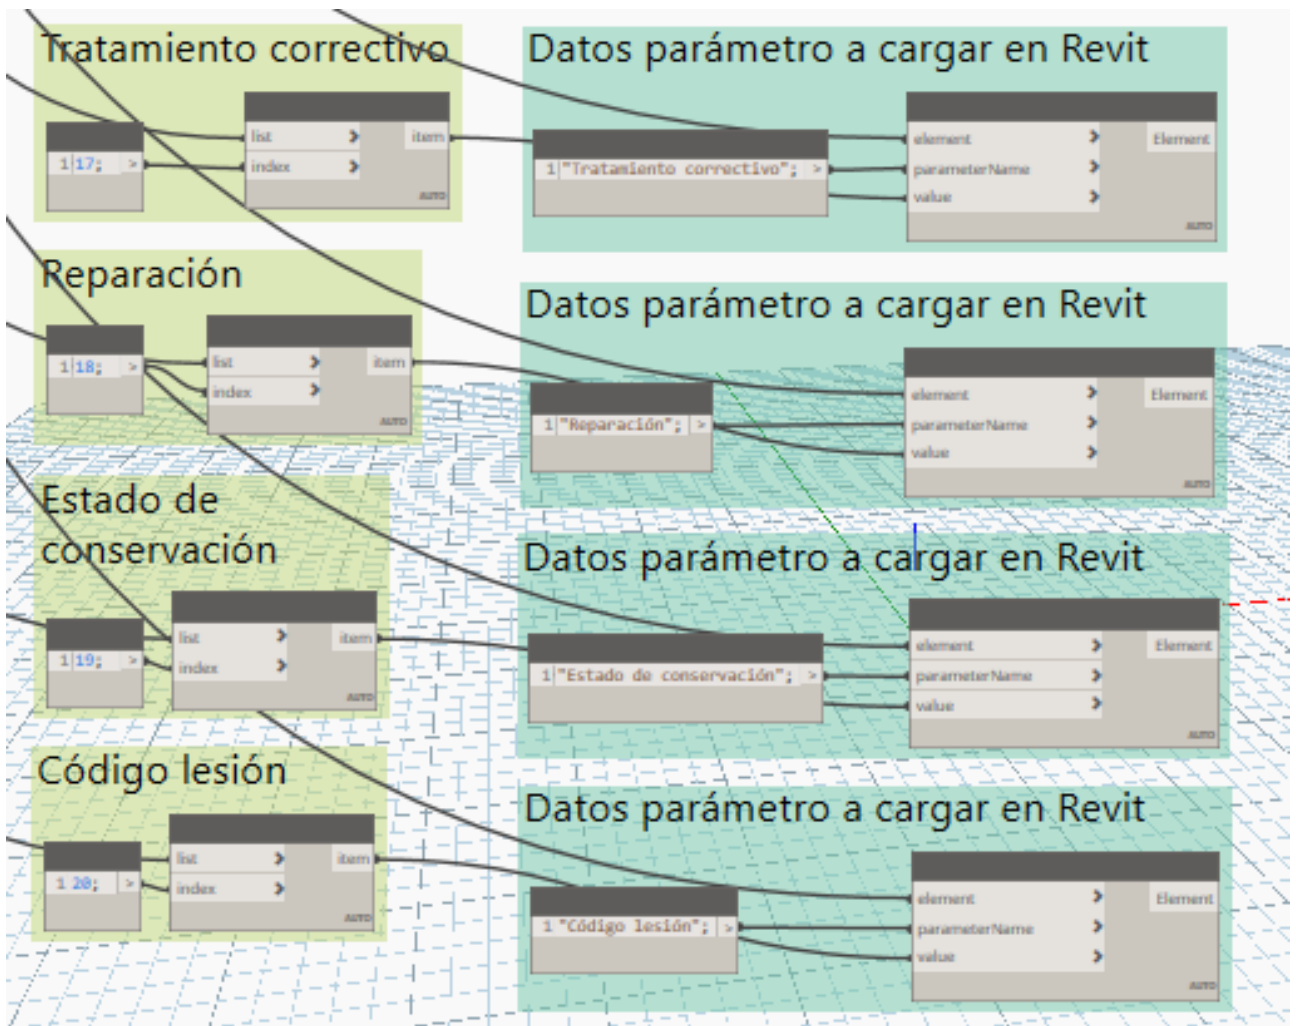 Tratamiento correctivo
Datos parámetro a cargar en Revit
list
item
1 17; >
index
AUTO
element
Element
1 "Tratamiento correctivo"; >
parameterName
value
AUTO
Reparación
Datos parámetro a cargar en Revit
list
item
1 18; >
index
AUTO
element
Element
1 "Reparación"; >
parameterName
value
AUTO
Estado de
conservación
Datos parámetro a cargar en Revit
list
item
1 19; >
index
AUTO
element
Element
1 "Estado de conservación"; >
parameterName
value
AUTO
Código lesión
Datos parámetro a cargar en Revit
list
item
1 20; >
index
AUTO
element
Element
1 "Código lesión"; >
parameterName
value
AUTO